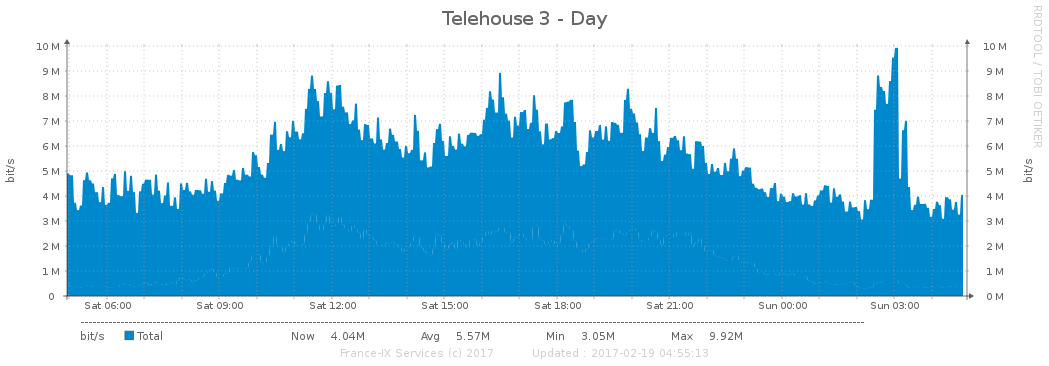 Telehouse 3 - Day
RRDTOOL / TOBI OETIKER
bit/s
10 M
9 M
8 M
7 M
6 M
5 M
4 M
3 M
2 M
1 M
0
10 M
9 M
8 M
7 M
6 M
5 M
4 M
3 M
2 M
1 M
0 M
bit/s
Sat 06:00 Sat 09:00 Sat 12:00 Sat 15:00 Sat 18:00 Sat 21:00 Sun 00:00 Sun 03:00
bit/s Total Now 4.04M Avg 5.57M Min 3.05M Max 9.92M
France-IX Services (c) 2017 Updated : 2017-02-19 04:55:13